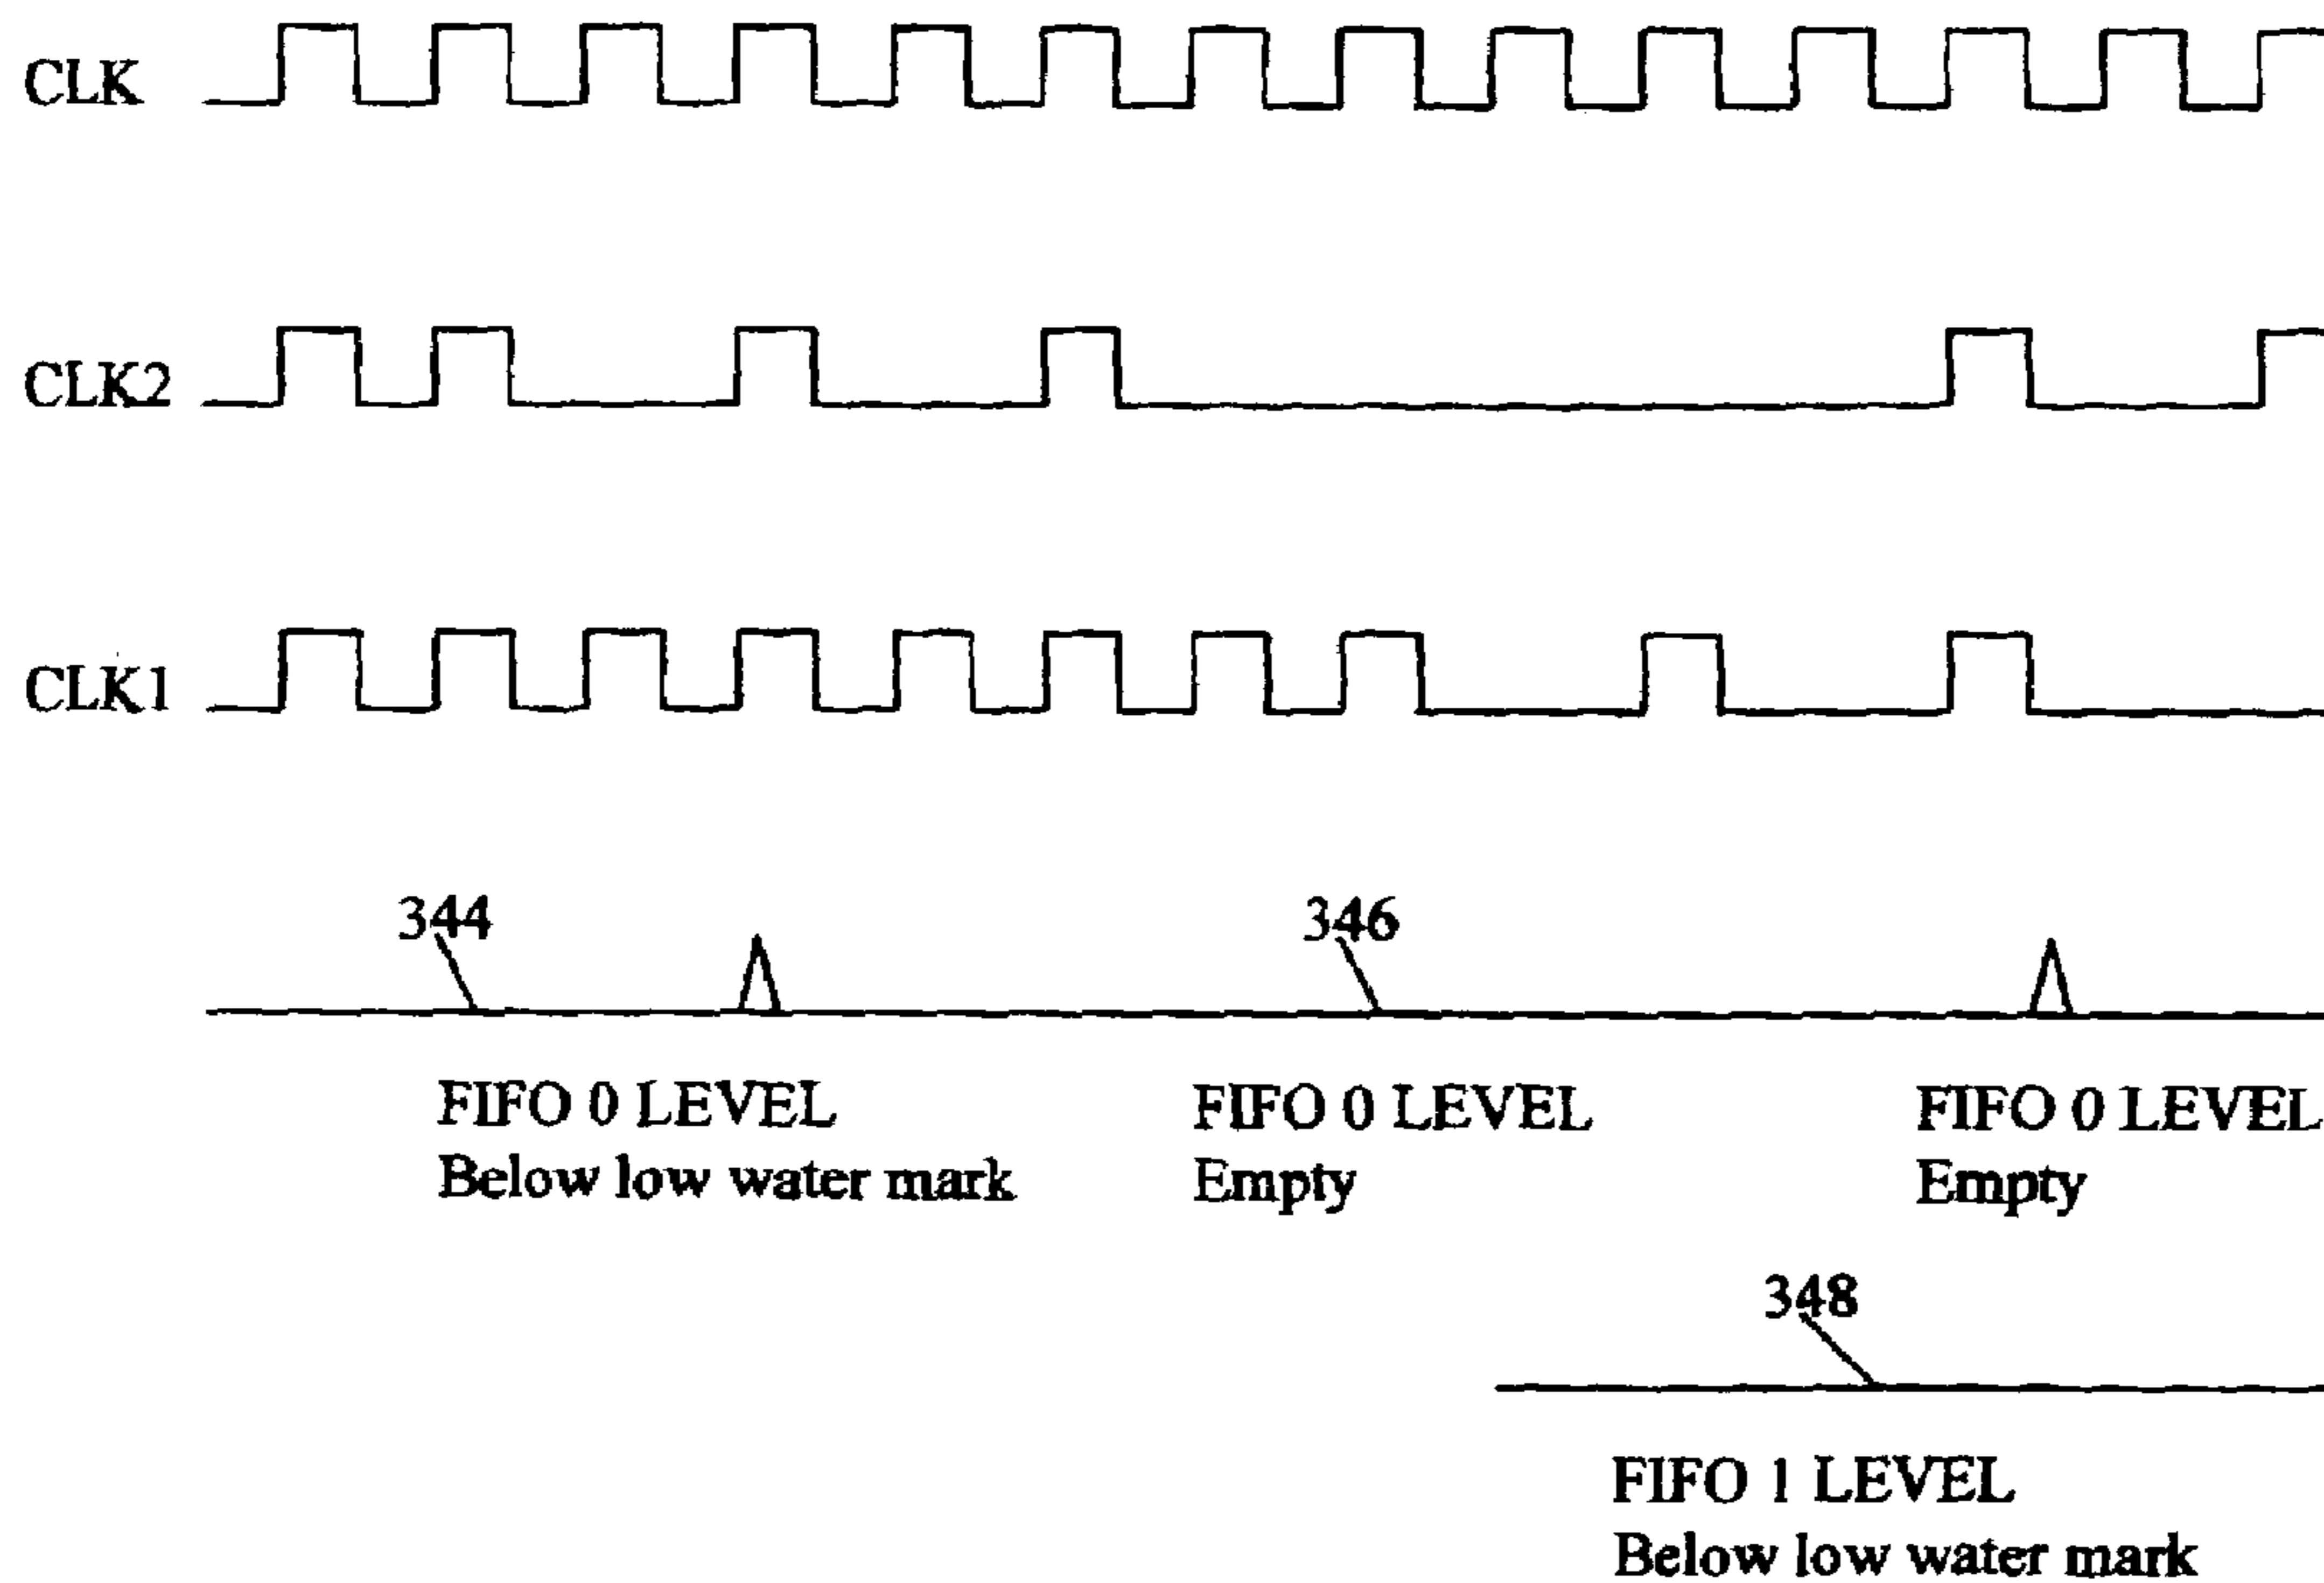 CLK
CLK2
CLK1
344
346
FIFO 0 LEVEL
Below low water mark
FIFO 0 LEVEL
Empty
FIFO 0 LEVEL
Empty
348
FIFO 1 LEVEL
Below low water mark